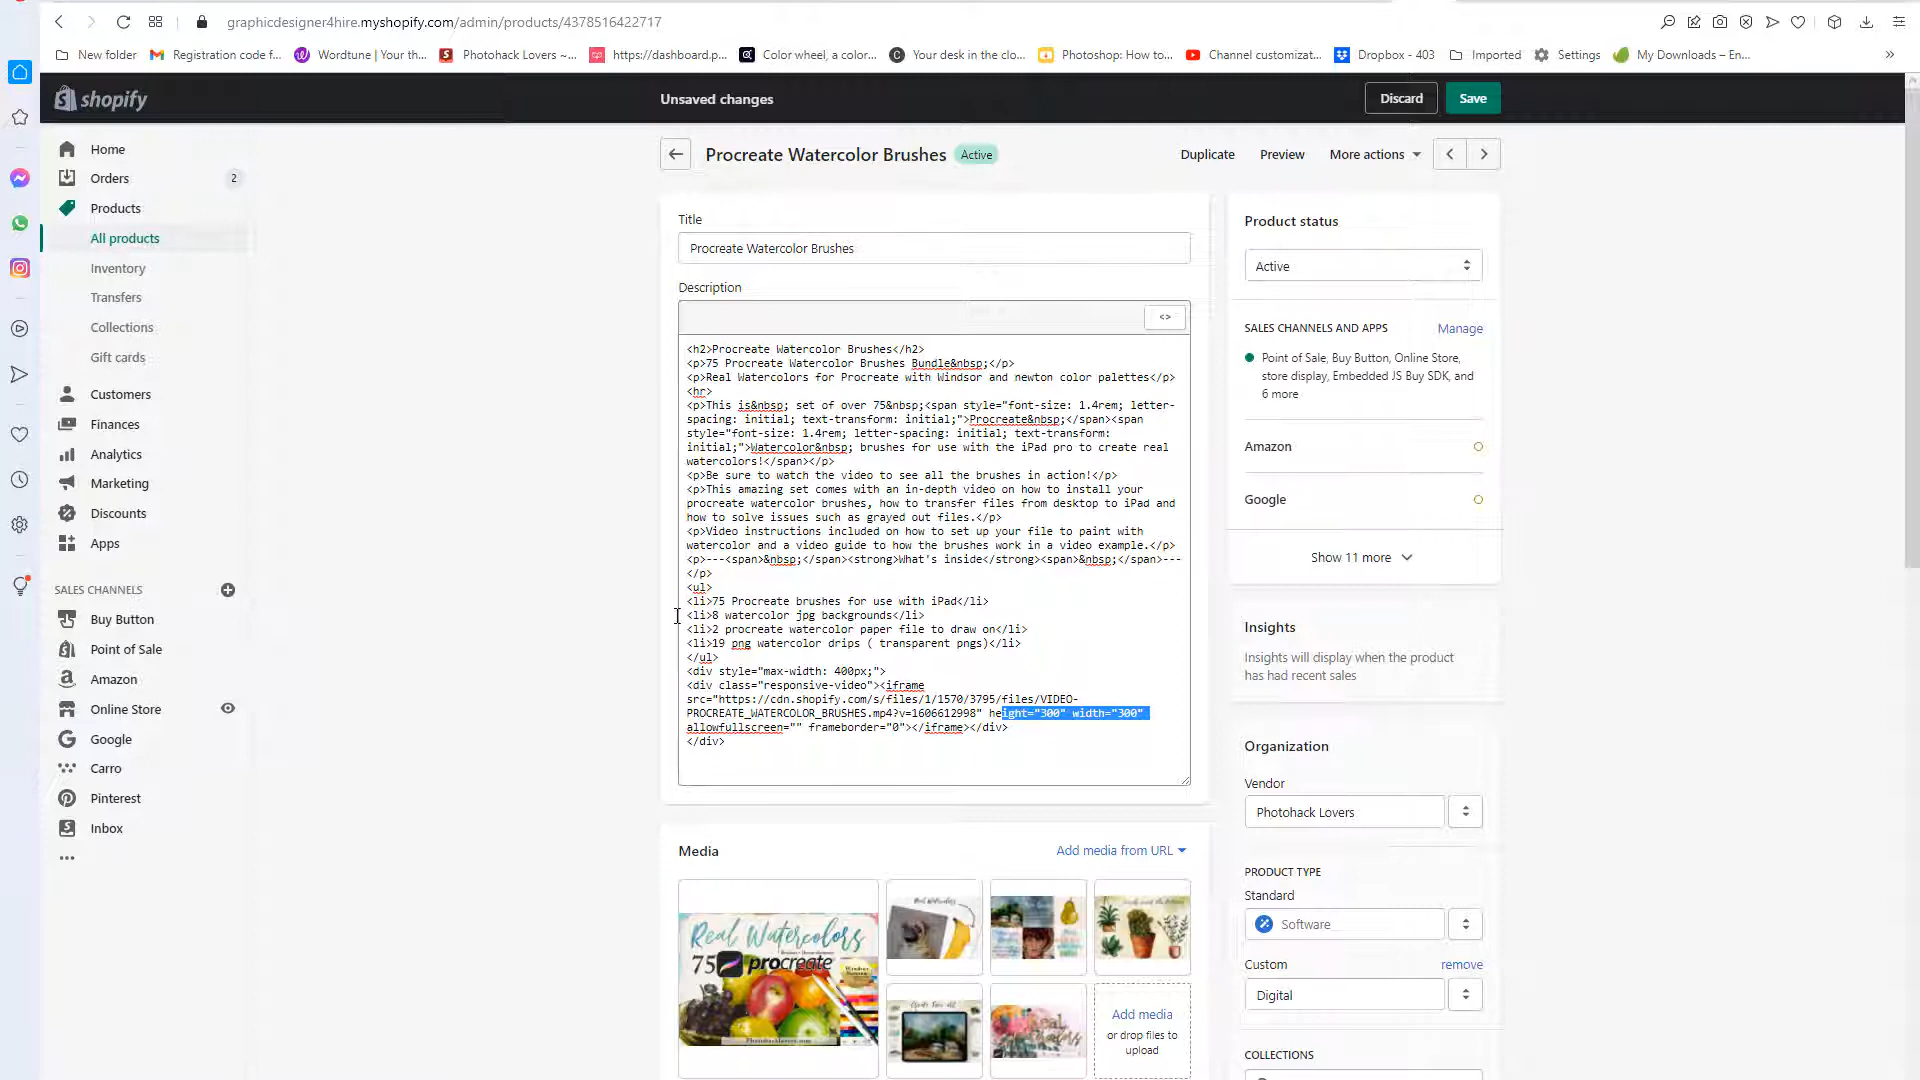 graphicdesigner4hire.myshopify.com/admin/products/4378516422717
New folder
Registration code f...
Wordtune | Your th...
Photohack Lovers ~...
https://dashboard.p...
Color wheel, a color...
Your desk in the clo...
Photoshop: How to...
Channel customizat...
Dropbox - 403
Imported
Settings
My Downloads – En...
»
shopify
Unsaved changes
Discard
Save
Home
Orders
2
Products
All products
Inventory
Transfers
Collections
Gift cards
Customers
Finances
Analytics
Marketing
Discounts
Apps
SALES CHANNELS
Buy Button
Point of Sale
Amazon
Online Store
Google
Carro
Pinterest
Inbox
Procreate Watercolor Brushes
Active
Duplicate
Preview
More actions
Title
Procreate Watercolor Brushes
Description
<>
<h2>Procreate Watercolor Brushes</h2>
<p>75 Procreate Watercolor Brushes Bundle&nbsp;</p>
<p>Real Watercolors for Procreate with Windsor and newton color palettes</p>
<hr>
<p>This is&nbsp; set of over 75&nbsp;<span style="font-size: 1.4rem; letter-
spacing: initial; text-transform: initial;">Procreate&nbsp;</span><span
style="font-size: 1.4rem; letter-spacing: initial; text-transform:
initial;">Watercolor&nbsp; brushes for use with the iPad pro to create real
watercolors!</span></p>
<p>Be sure to watch the video to see all the brushes in action!</p>
<p>This amazing set comes with an in-depth video on how to install your
procreate watercolor brushes, how to transfer files from desktop to iPad and
how to solve issues such as grayed out files.</p>
<p>Video instructions included on how to set up your file to paint with
watercolor and a video guide to how the brushes work in a video example.</p>
<p>---<span>&nbsp;</span><strong>What's inside</strong><span>&nbsp;</span>---
</p>
<ul>
<li>75 Procreate brushes for use with iPad</li>
<li>8 watercolor jpg backgrounds</li>
<li>2 procreate watercolor paper file to draw on</li>
<li>19 png watercolor drips ( transparent pngs)</li>
</ul>
<div style="max-width: 400px;">
<div class="responsive-video"><iframe
src="https://cdn.shopify.com/s/files/1/1570/3795/files/VIDEO-
PROCREATE_WATERCOLOR_BRUSHES.mp4?v=1606612998" height="300" width="300"
allowfullscreen="" frameborder="0"></iframe></div>
</div>
Media
Add media from URL
Real Watercolors
75 procreate
Photohacklovers.com
Real Watercolors
Add media
or drop files to
upload
Product status
Active
SALES CHANNELS AND APPS
Manage
Point of Sale, Buy Button, Online Store,
store display, Embedded JS Buy SDK, and
6 more
Amazon
Google
Show 11 more
Insights
Insights will display when the product
has had recent sales
Organization
Vendor
Photohack Lovers
PRODUCT TYPE
Standard
Software
Custom
remove
Digital
COLLECTIONS